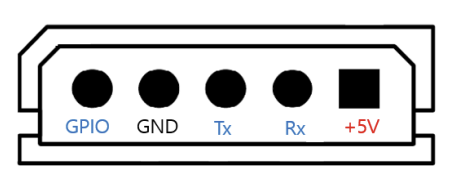 GPIO GND Tx Rx +5V